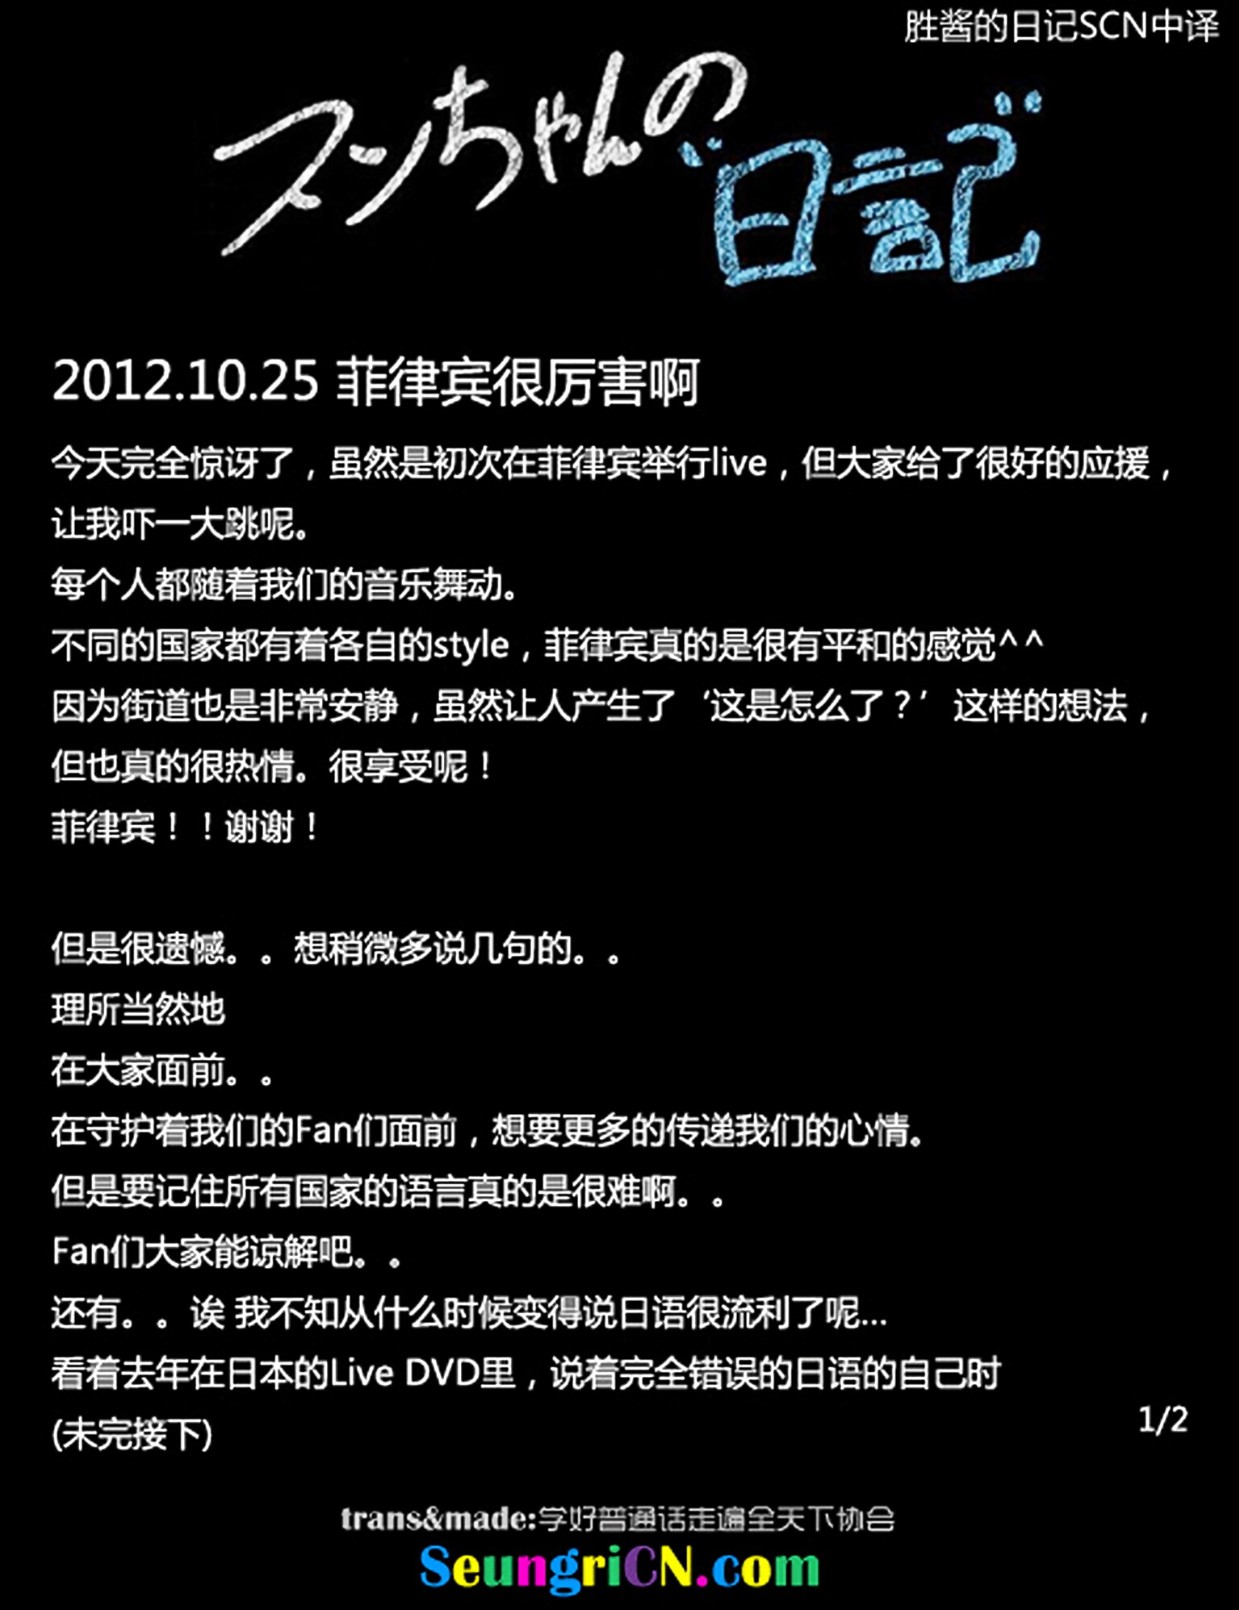 胜酱的日记SCN中译
スンちゃんの
日記
2012.10.25 菲律宾很厉害啊
今天完全惊讶了，虽然是初次在菲律宾举行live，但大家给了很好的应援，
让我吓一大跳呢。
每个人都随着我们的音乐舞动。
不同的国家都有着各自的style，菲律宾真的是很有平和的感觉^^
因为街道也是非常安静，虽然让人产生了‘这是怎么了？’这样的想法，
但也真的很热情。很享受呢！
菲律宾！！谢谢！
但是很遗憾。。想稍微多说几句的。。
理所当然地
在大家面前。。
在守护着我们的Fan们面前，想要更多的传递我们的心情。
但是要记住所有国家的语言真的是很难啊。。
Fan们大家能谅解吧。。
还有。。诶 我不知从什么时候变得说日语很流利了呢...
看着去年在日本的Live DVD里，说着完全错误的日语的自己时
(未完接下)
1/2
trans&made:学好普通话走遍全天下协会
SeungriCN.com